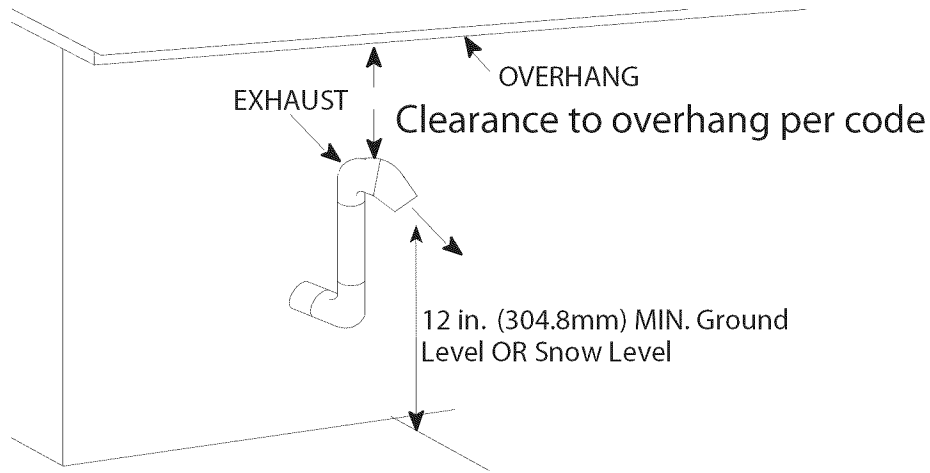 OVERHANG
EXHAUST
Clearance to overhang per code
12 in. (304.8mm) MIN. Ground
Level OR Snow Level